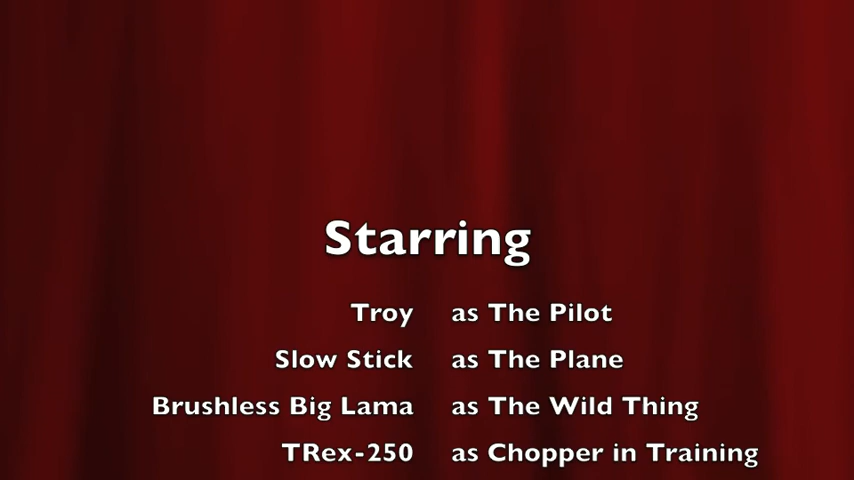 Starring
Troy as The Pilot
Slow Stick as The Plane
Brushless Big Lama as The Wild Thing
TRex-250 as Chopper in Training